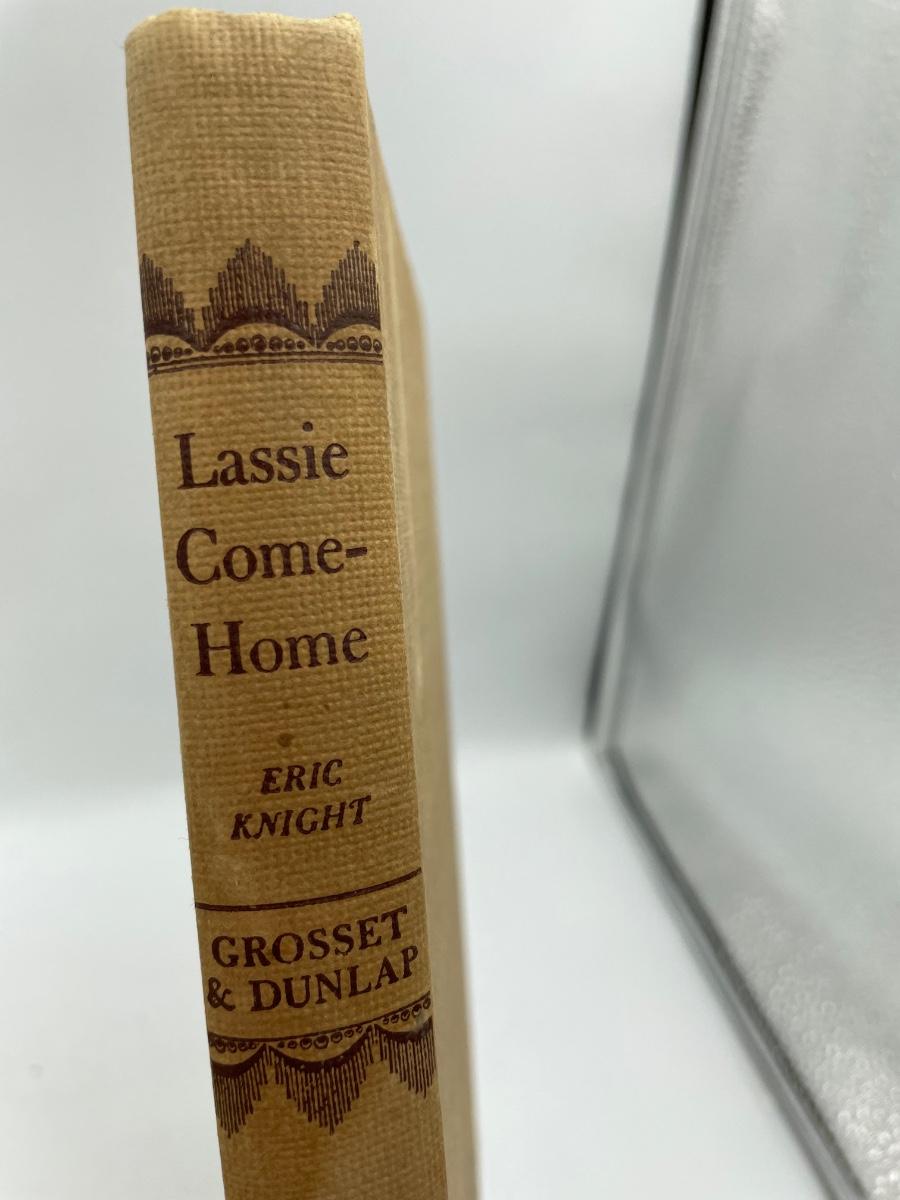 Lassie
Come-
Home
ERIC
KNIGHT
GROSSET
& DUNLAP